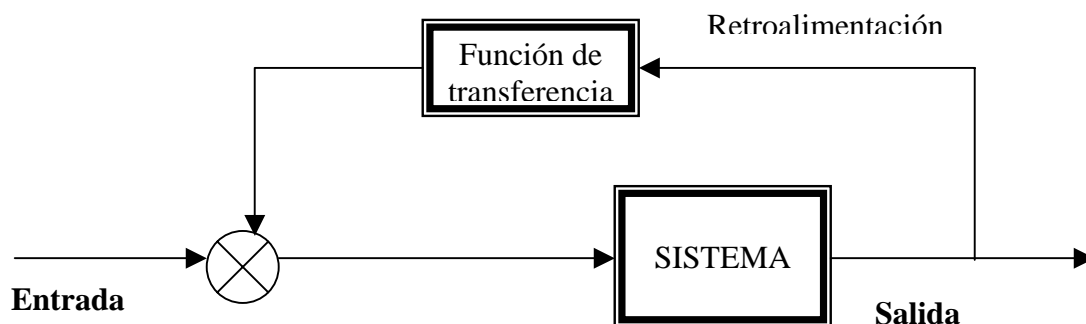 Retroalimentación
Función de
transferencia
SISTEMA
Entrada
Salida